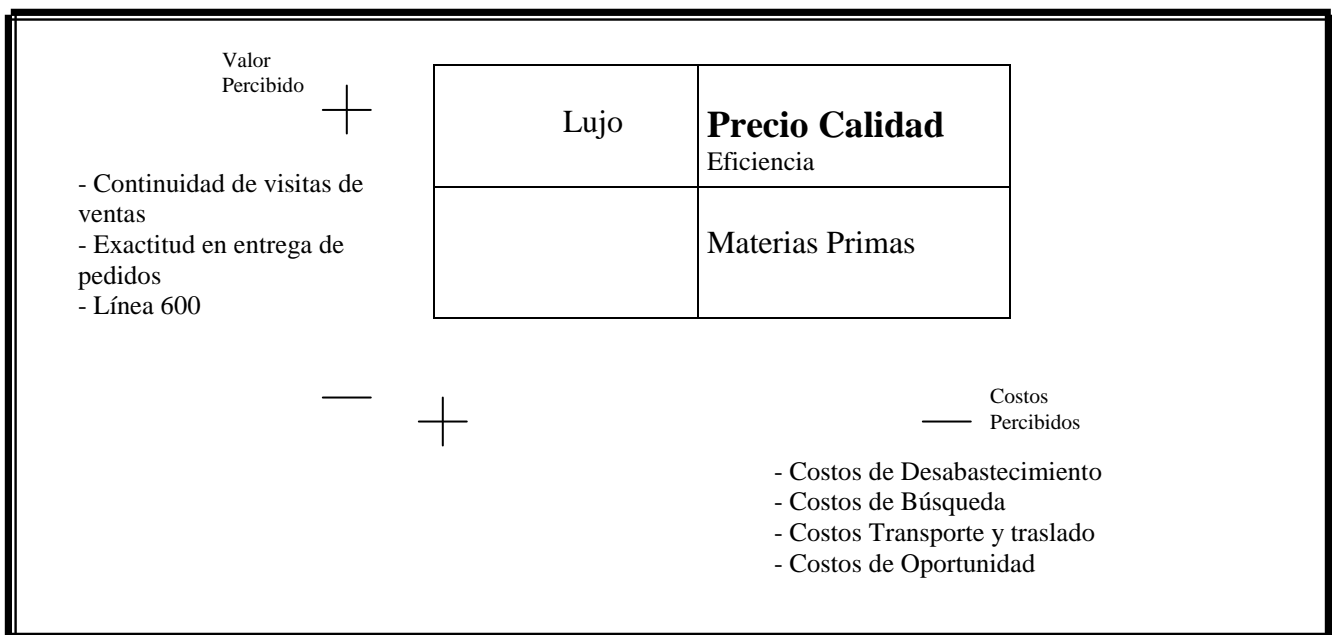 Valor
Percibido
Lujo
Precio Calidad
Eficiencia
- Continuidad de visitas de
ventas
- Exactitud en entrega de
pedidos
- Línea 600
Materias Primas
Costos
Percibidos
- Costos de Desabastecimiento
- Costos de Búsqueda
- Costos Transporte y traslado
- Costos de Oportunidad